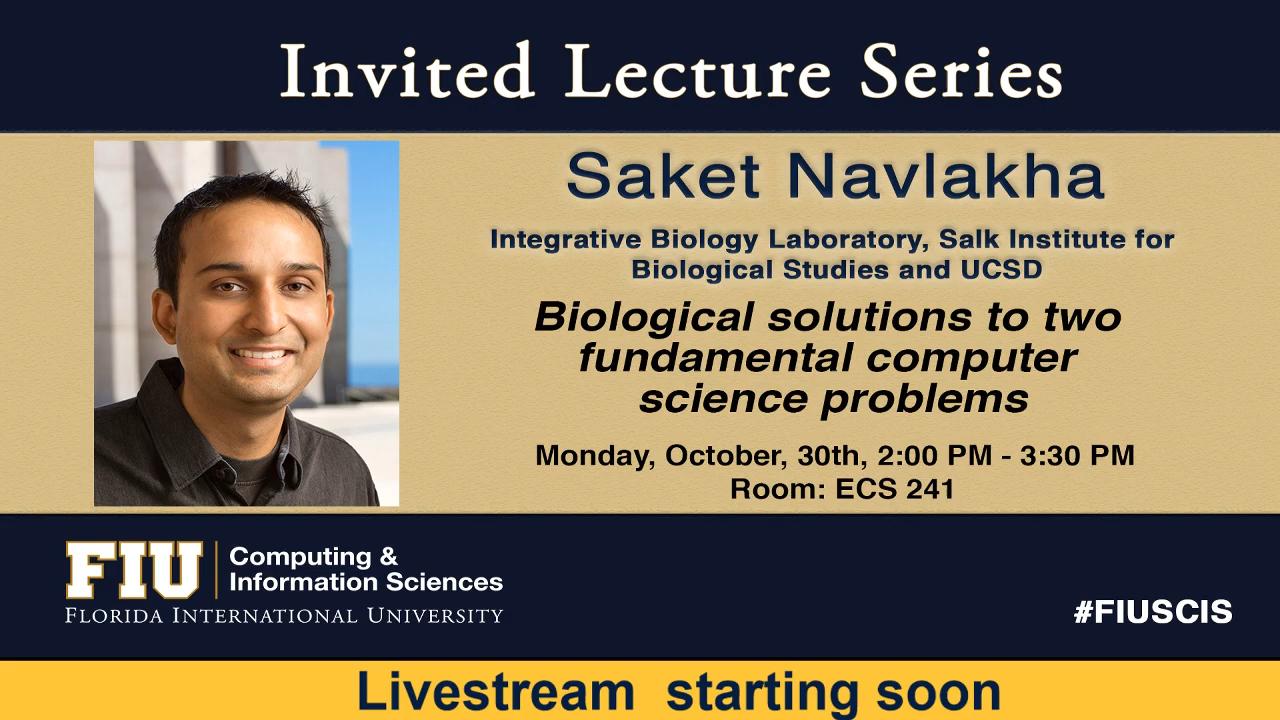 Invited Lecture Series
Saket Navlakha
Integrative Biology Laboratory, Salk Institute for
Biological Studies and UCSD
Biological solutions to two
fundamental computer
science problems
Monday, October, 30th, 2:00 PM - 3:30 PM
Room: ECS 241
FIU
Computing &
Information Sciences
FLORIDA INTERNATIONAL UNIVERSITY
#FIUSCIS
Livestream starting soon